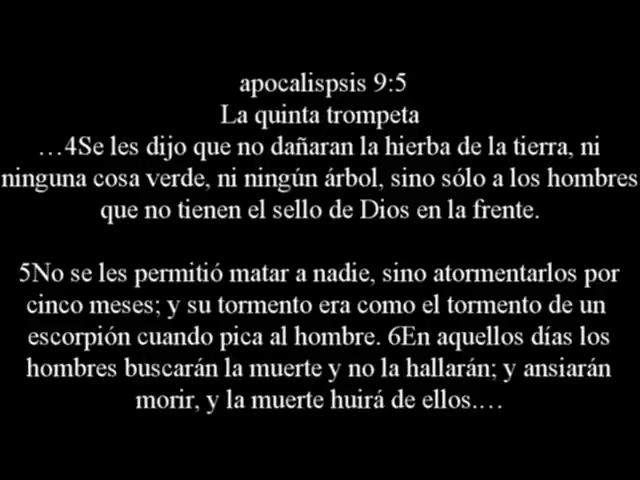 apocalispsis 9:5
La quinta trompeta
…4Se les dijo que no dañaran la hierba de la tierra, ni
ninguna cosa verde, ni ningún árbol, sino sólo a los hombres
que no tienen el sello de Dios en la frente.
5No se les permitió matar a nadie, sino atormentarlos por
cinco meses; y su tormento era como el tormento de un
escorpión cuando pica al hombre. 6En aquellos días los
hombres buscarán la muerte y no la hallarán; y ansiarán
morir, y la muerte huirá de ellos.…